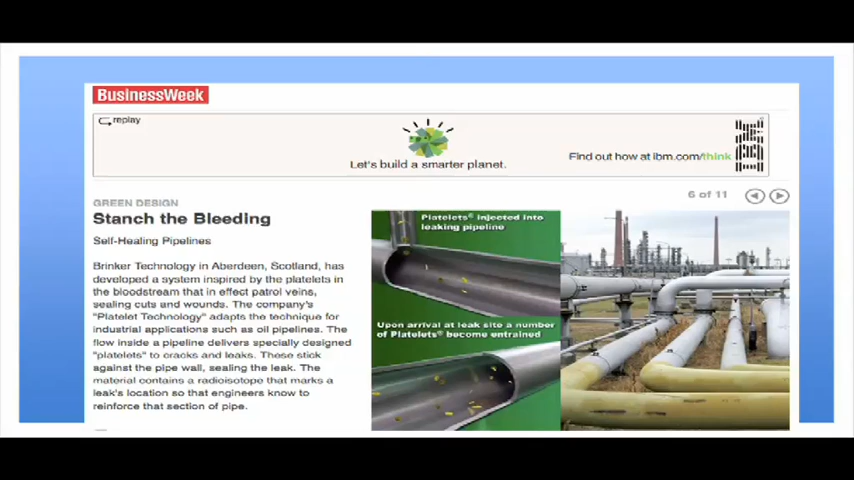 BusinessWeek
replay
Let's build a smarter planet.
Find out how at ibm.com/think
IBM
6 of 11
GREEN DESIGN
Stanch the Bleeding
Self-Healing Pipelines
Brinker Technology in Aberdeen, Scotland, has
developed a system inspired by the platelets in
the bloodstream that in effect patrol veins,
sealing cuts and wounds. The company's
"Platelet Technology" adapts the technique for
industrial applications such as oil pipelines. The
flow inside a pipeline delivers specially designed
"platelets" to cracks and leaks. These stick
against the pipe wall, sealing the leak. The
material contains a radioisotope that marks a
leak's location so that engineers know to
reinforce that section of pipe.
Platelets® injected into
leaking pipeline
Upon arrival at leak site a number
of Platelets® become entrained